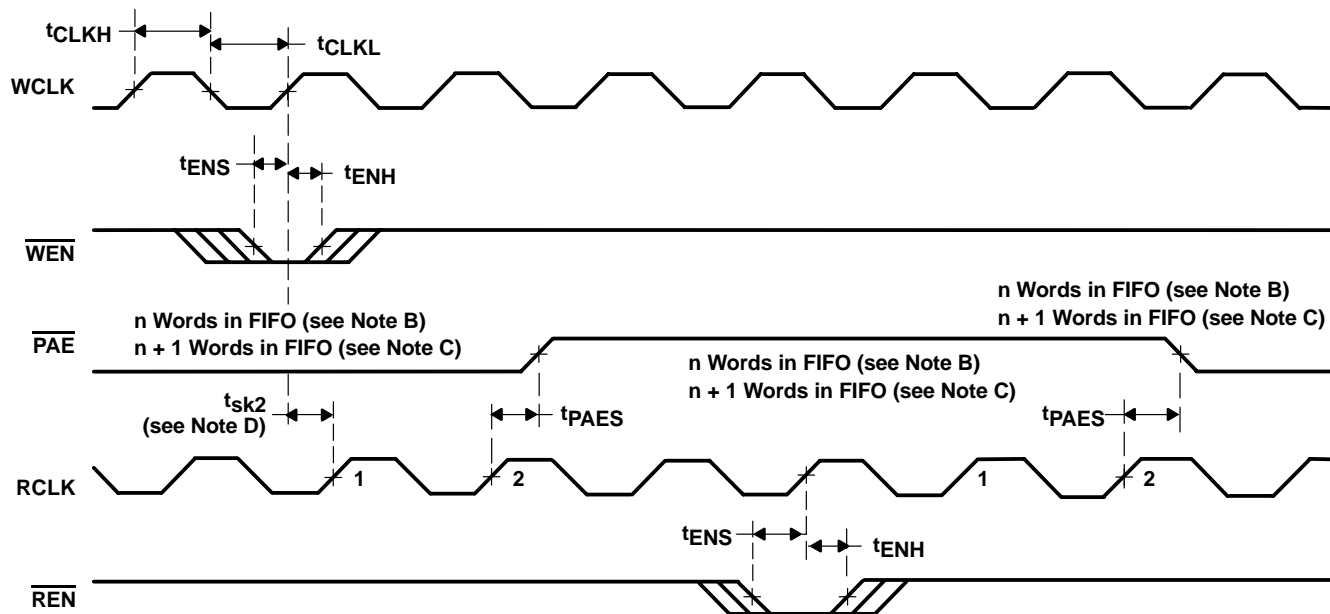 tCLKH
tCLKL
WCLK
tENS
tENH
WEN
n Words in FIFO (see Note B)
n + 1 Words in FIFO (see Note C)
n Words in FIFO (see Note B)
n + 1 Words in FIFO (see Note C)
PAE
n Words in FIFO (see Note B)
n + 1 Words in FIFO (see Note C)
tsk2
(see Note D)
tPAES
tPAES
RCLK
1
2
1
2
tENS
tENH
REN